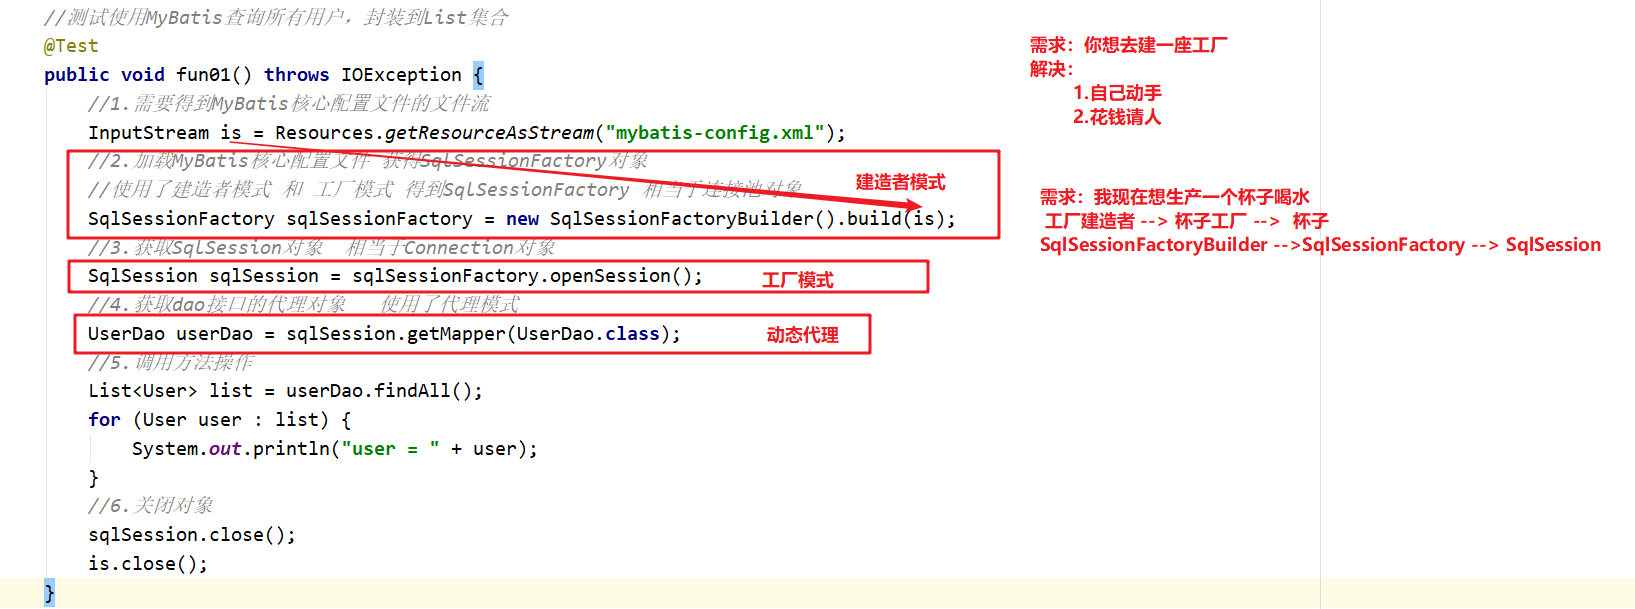 //测试使用MyBatis查询所有用户，封装到List集合
@Test
public void fun01() throws IOException {
//1.需要得到MyBatis核心配置文件的文件流
InputStream is = Resources.getResourceAsStream("mybatis-config.xml");
//2.加载MyBatis核心配置文件 获得SqlSessionFactory对象
//使用了建造者模式 和 工厂模式 得到SqlSessionFactory 相当于连接池对象
建造者模式
SqlSessionFactory sqlSessionFactory = new SqlSessionFactoryBuilder().build(is);
//3.获取SqlSession对象 相当于Connection对象
SqlSession sqlSession = sqlSessionFactory.openSession();
工厂模式
//4.获取dao接口的代理对象 使用了代理模式
UserDao userDao = sqlSession.getMapper(UserDao.class);
动态代理
//5.调用方法操作
List<User> list = userDao.findAll();
for (User user : list) {
System.out.println("user = " + user);
}
//6.关闭对象
sqlSession.close();
is.close();
}
需求：你想去建一座工厂
解决：
1.自己动手
2.花钱请人
需求：我现在想生产一个杯子喝水
工厂建造者 --> 杯子工厂 --> 杯子
SqlSessionFactoryBuilder -->SqlSessionFactory --> SqlSession